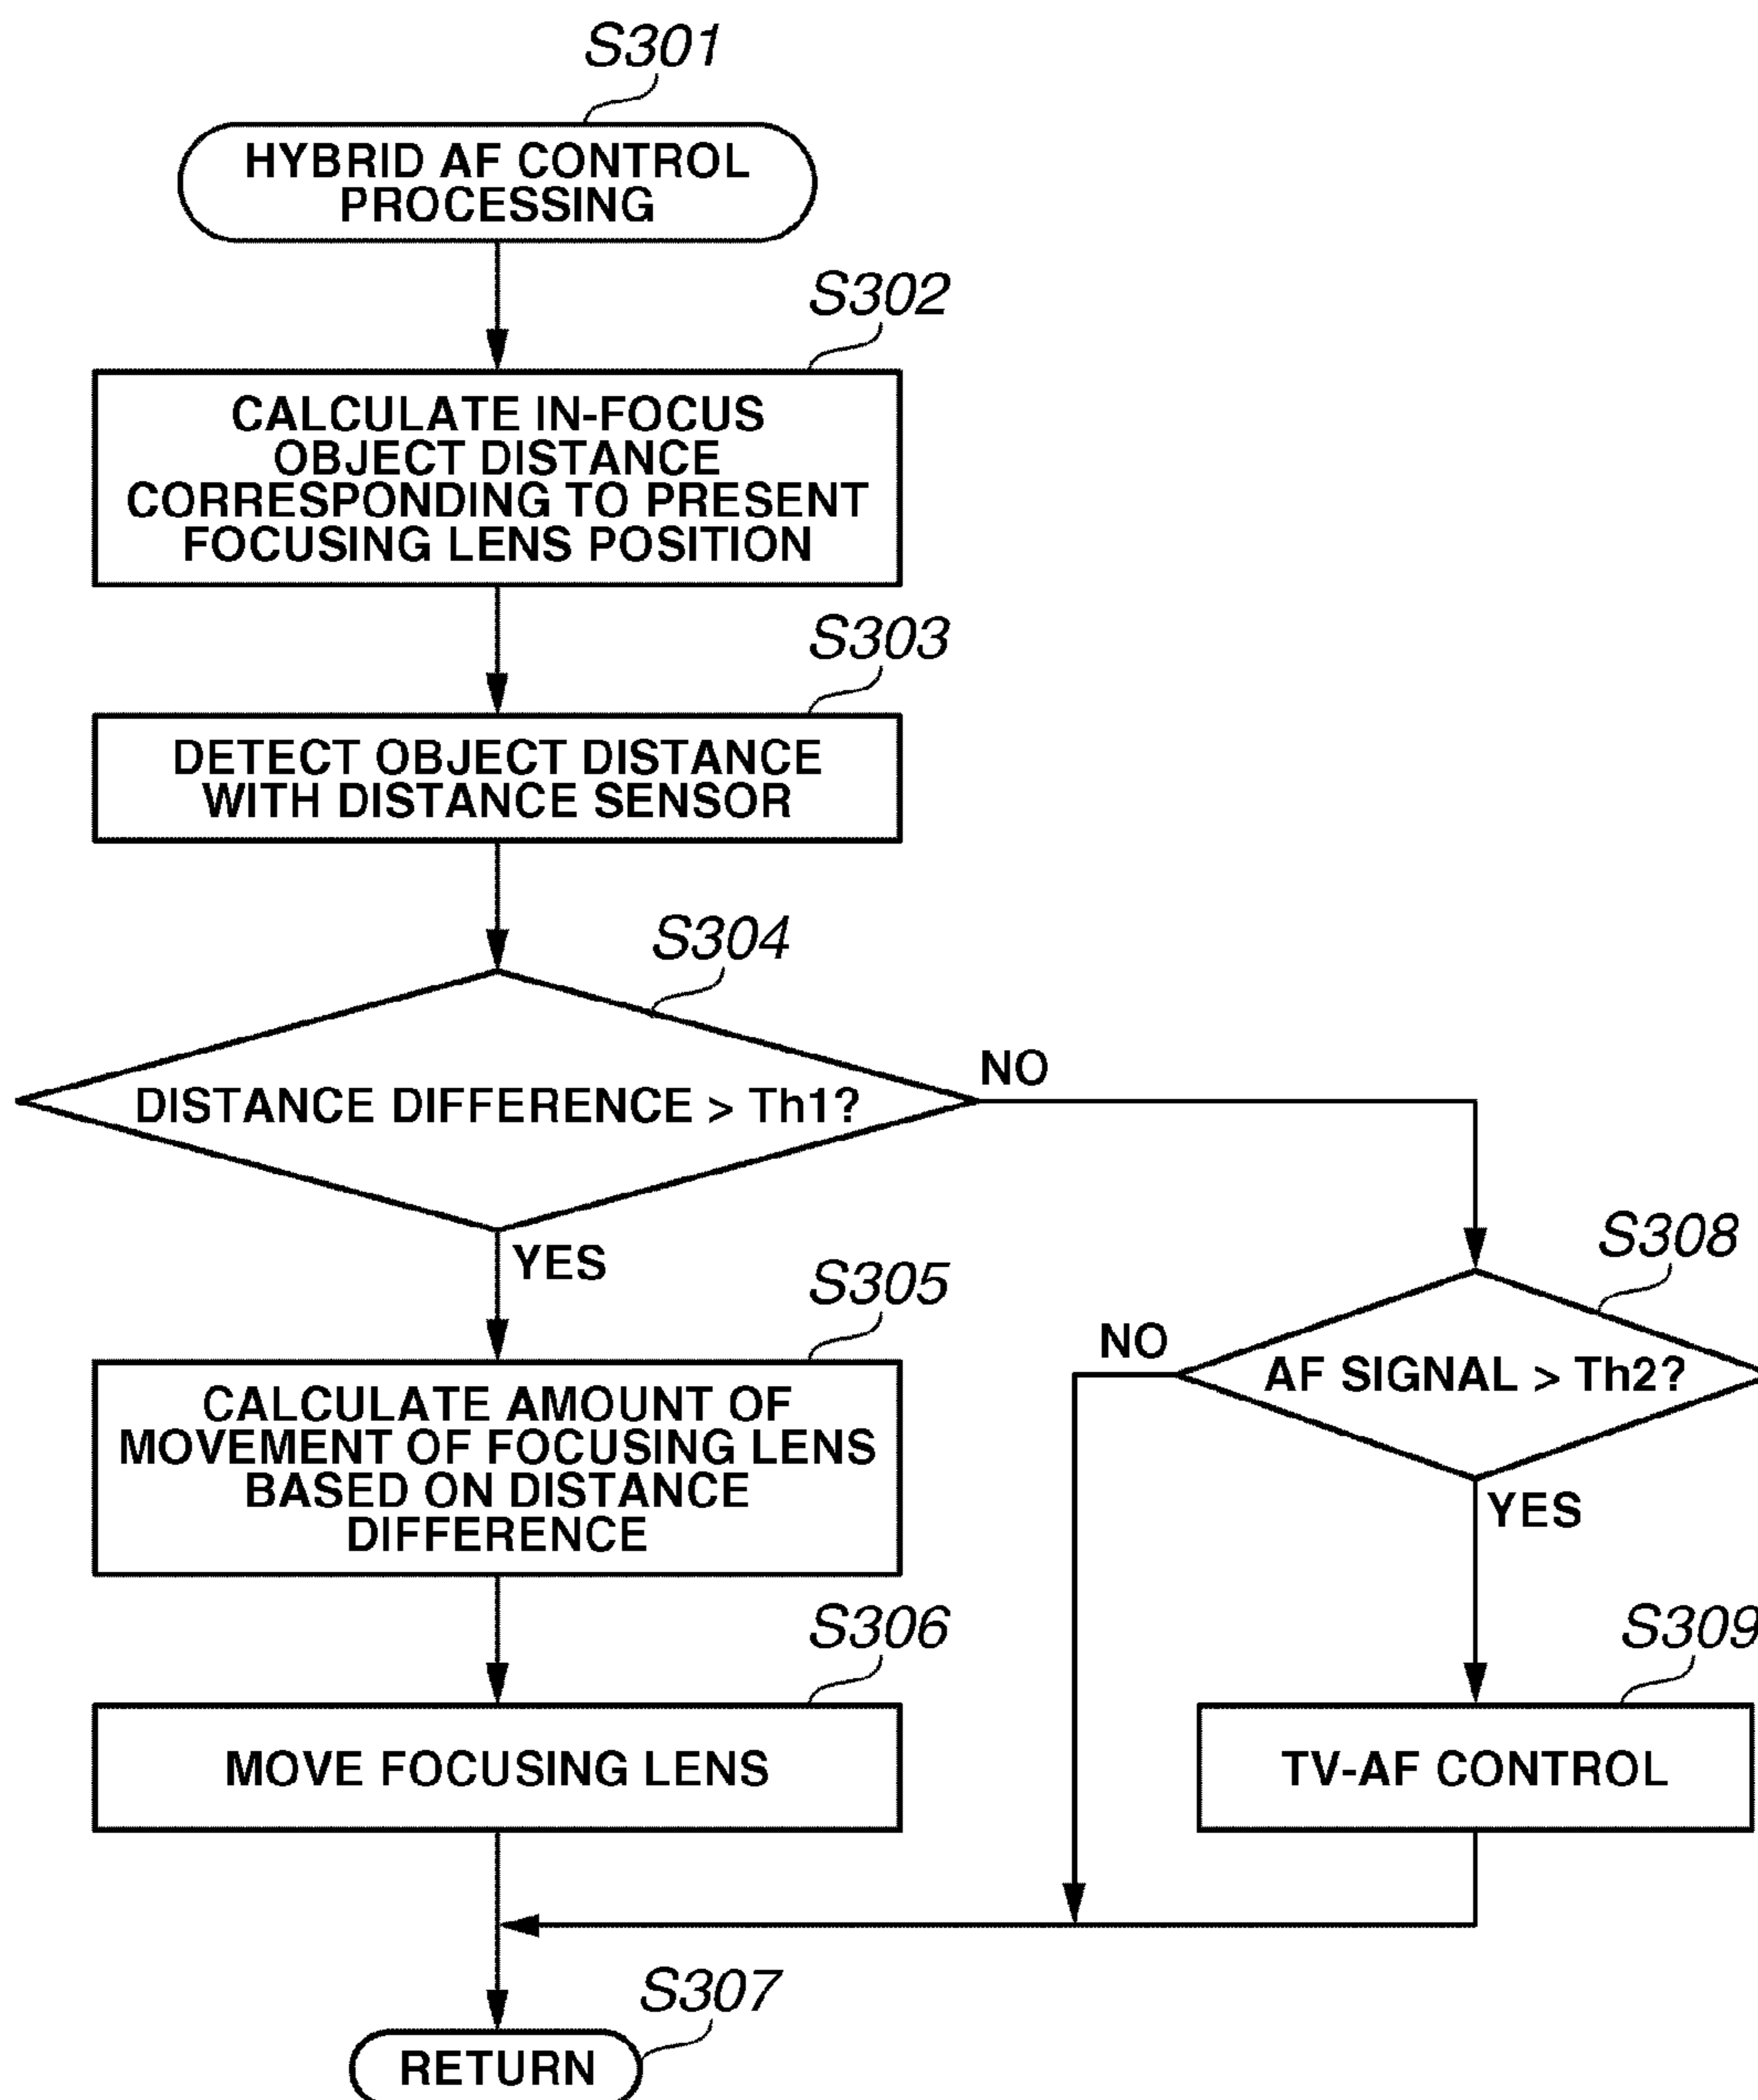 S301
HYBRID AF CONTROL
PROCESSING
S302
CALCULATE IN-FOCUS
OBJECT DISTANCE
CORRESPONDING TO PRESENT
FOCUSING LENS POSITION
S303
DETECT OBJECT DISTANCE
WITH DISTANCE SENSOR
S304
DISTANCE DIFFERENCE > Th1?
NO
YES
S305
CALCULATE AMOUNT OF
MOVEMENT OF FOCUSING LENS
BASED ON DISTANCE
DIFFERENCE
S306
MOVE FOCUSING LENS
S308
NO
AF SIGNAL > Th2?
YES
S309
TV-AF CONTROL
S307
RETURN